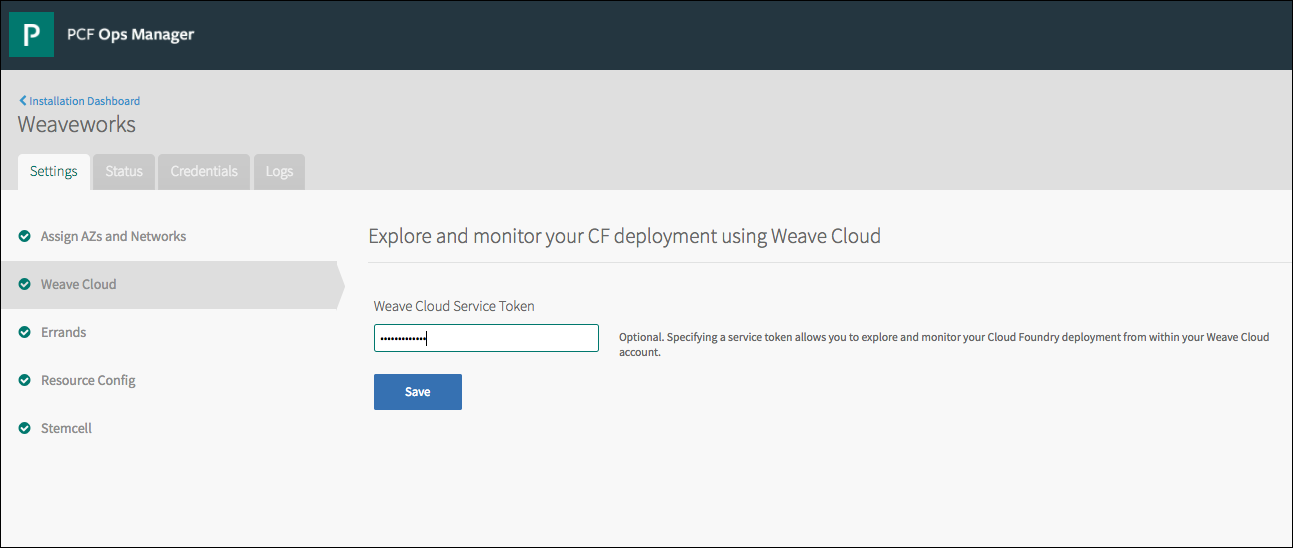 P
PCF Ops Manager
Installation Dashboard
Weaveworks
Settings
Status
Credentials
Logs
Assign AZs and Networks
Weave Cloud
Errands
Resource Config
Stemcell
Explore and monitor your CF deployment using Weave Cloud
Weave Cloud Service Token
•••••••••••••
Optional. Specifying a service token allows you to explore and monitor your Cloud Foundry deployment from within your Weave Cloud
account.
Save